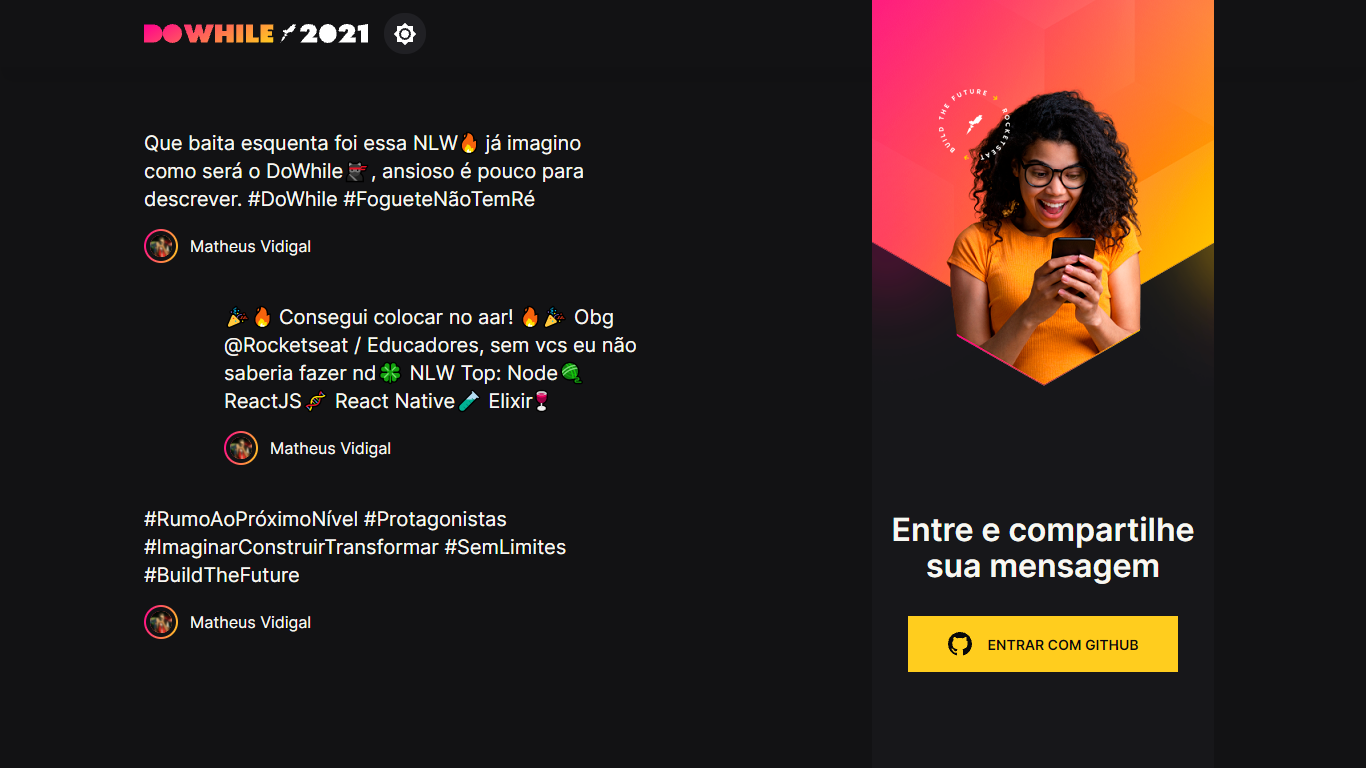 DOWHILE 2021
Que baita esquenta foi essa NLW🔥 já imagino
como será o DoWhile, ansioso é pouco para
descrever. #DoWhile #FogueteNãoTemRé
Matheus Vidigal
🎉🔥 Consegui colocar no aar! 🔥🎉 Obg
@Rocketseat / Educadores, sem vcs eu não
saberia fazer nd🍀 NLW Top: Node🪀
ReactJS🧬 React Native🧪 Elixir🍷
Matheus Vidigal
#RumoAoPróximoNível #Protagonistas
#ImaginarConstruirTransformar #SemLimites
#BuildTheFuture
Matheus Vidigal
BUILD THE FUTURE → ROCKETSEAT →
Entre e compartilhe
sua mensagem
ENTRAR COM GITHUB